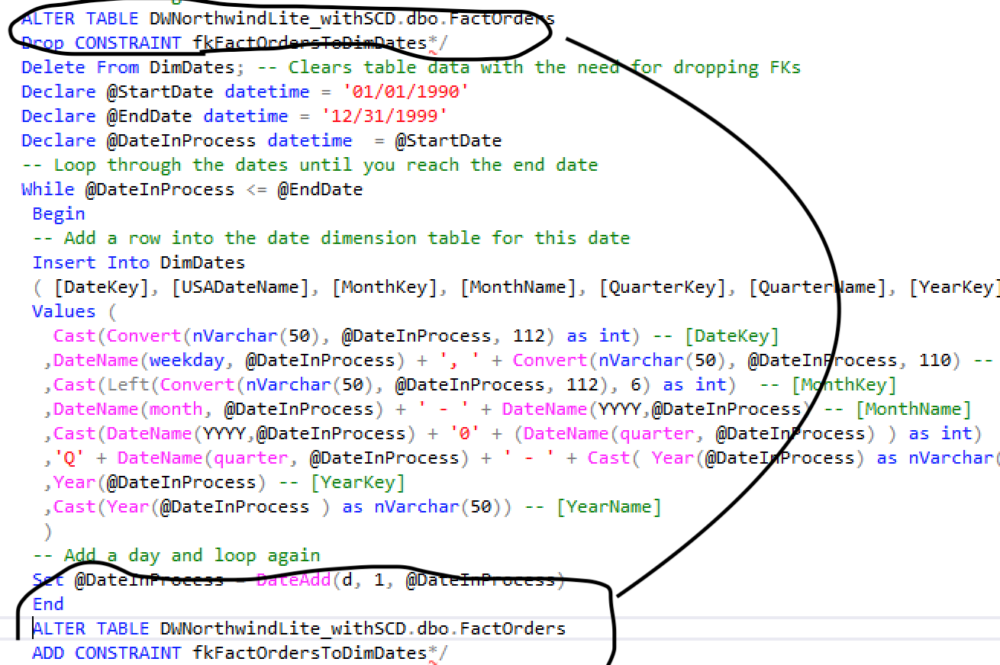 ALTER TABLE DWNorthwindLite_withSCD.dbo.FactOrders
Drop CONSTRAINT fkFactOrdersToDimDates*/
Delete From DimDates; -- Clears table data with the need for dropping FKs
Declare @StartDate datetime = '01/01/1990'
Declare @EndDate datetime = '12/31/1999'
Declare @DateInProcess datetime  = @StartDate
-- Loop through the dates until you reach the end date
While @DateInProcess <= @EndDate
Begin
-- Add a row into the date dimension table for this date
Insert Into DimDates
( [DateKey], [USADateName], [MonthKey], [MonthName], [QuarterKey], [QuarterName], [YearKey]
Values (
Cast(Convert(nVarchar(50), @DateInProcess, 112) as int) -- [DateKey]
,DateName(weekday, @DateInProcess) + ', ' + Convert(nVarchar(50), @DateInProcess, 110) --
,Cast(Left(Convert(nVarchar(50), @DateInProcess, 112), 6) as int)  -- [MonthKey]
,DateName(month, @DateInProcess) + ' - ' + DateName(YYYY,@DateInProcess) -- [MonthName]
,Cast(DateName(YYYY,@DateInProcess) + '0' + (DateName(quarter, @DateInProcess) ) as int)
,'Q' + DateName(quarter, @DateInProcess) + ' - ' + Cast( Year(@DateInProcess) as nVarchar(
,Year(@DateInProcess) -- [YearKey]
,Cast(Year(@DateInProcess ) as nVarchar(50)) -- [YearName]
)
-- Add a day and loop again
Set @DateInProcess = DateAdd(d, 1, @DateInProcess)
End
ALTER TABLE DWNorthwindLite_withSCD.dbo.FactOrders
ADD CONSTRAINT fkFactOrdersToDimDates*/